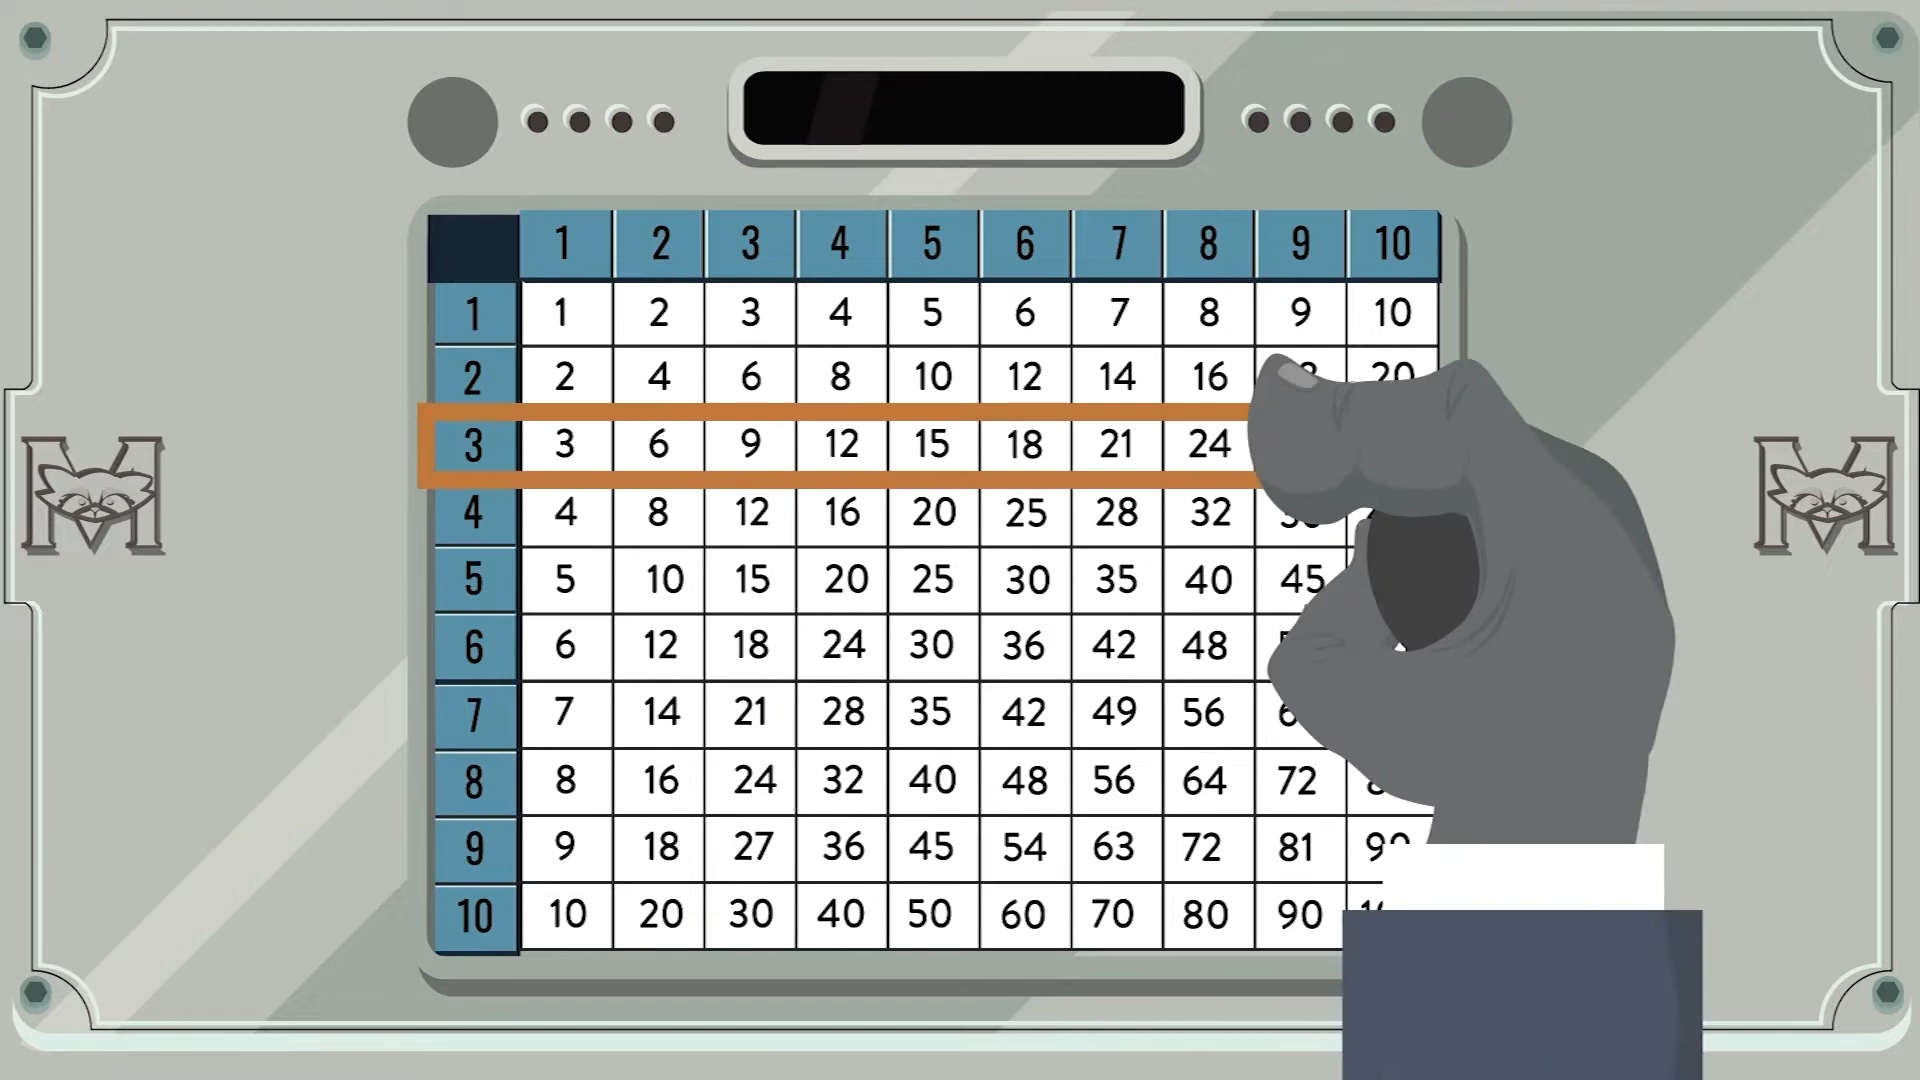 1 2 3 4 5 6 7 8 9 10
1 1 2 3 4 5 6 7 8 9 10
2 2 4 6 8 10 12 14 16 20
3 3 6 9 12 15 18 21 24
4 4 8 12 16 20 25 28 32
5 5 10 15 20 25 30 35 40 45
6 6 12 18 24 30 36 42 48
7 7 14 21 28 35 42 49 56
8 8 16 24 32 40 48 56 64 72
9 9 18 27 36 45 54 63 72 81 90
10 10 20 30 40 50 60 70 80 90
M M